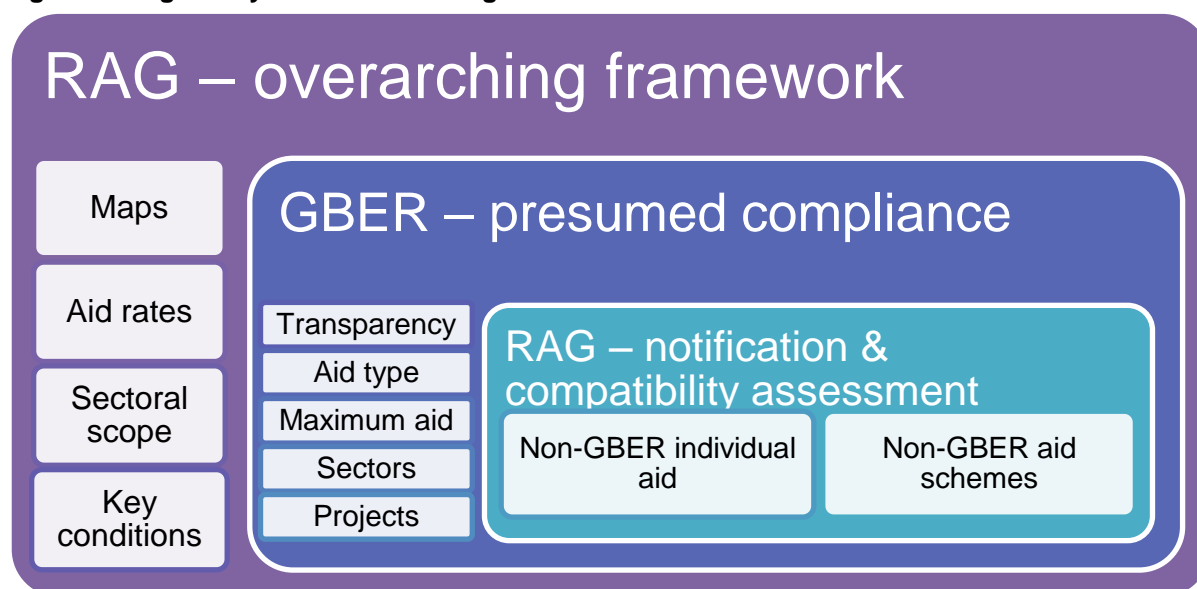 RAG – overarching framework
Maps
Aid rates
Sectoral
scope
Key
conditions
GBER – presumed compliance
Transparency
Aid type
Maximum aid
Sectors
Projects
RAG – notification &
compatibility assessment
Non-GBER individual
aid
Non-GBER aid
schemes